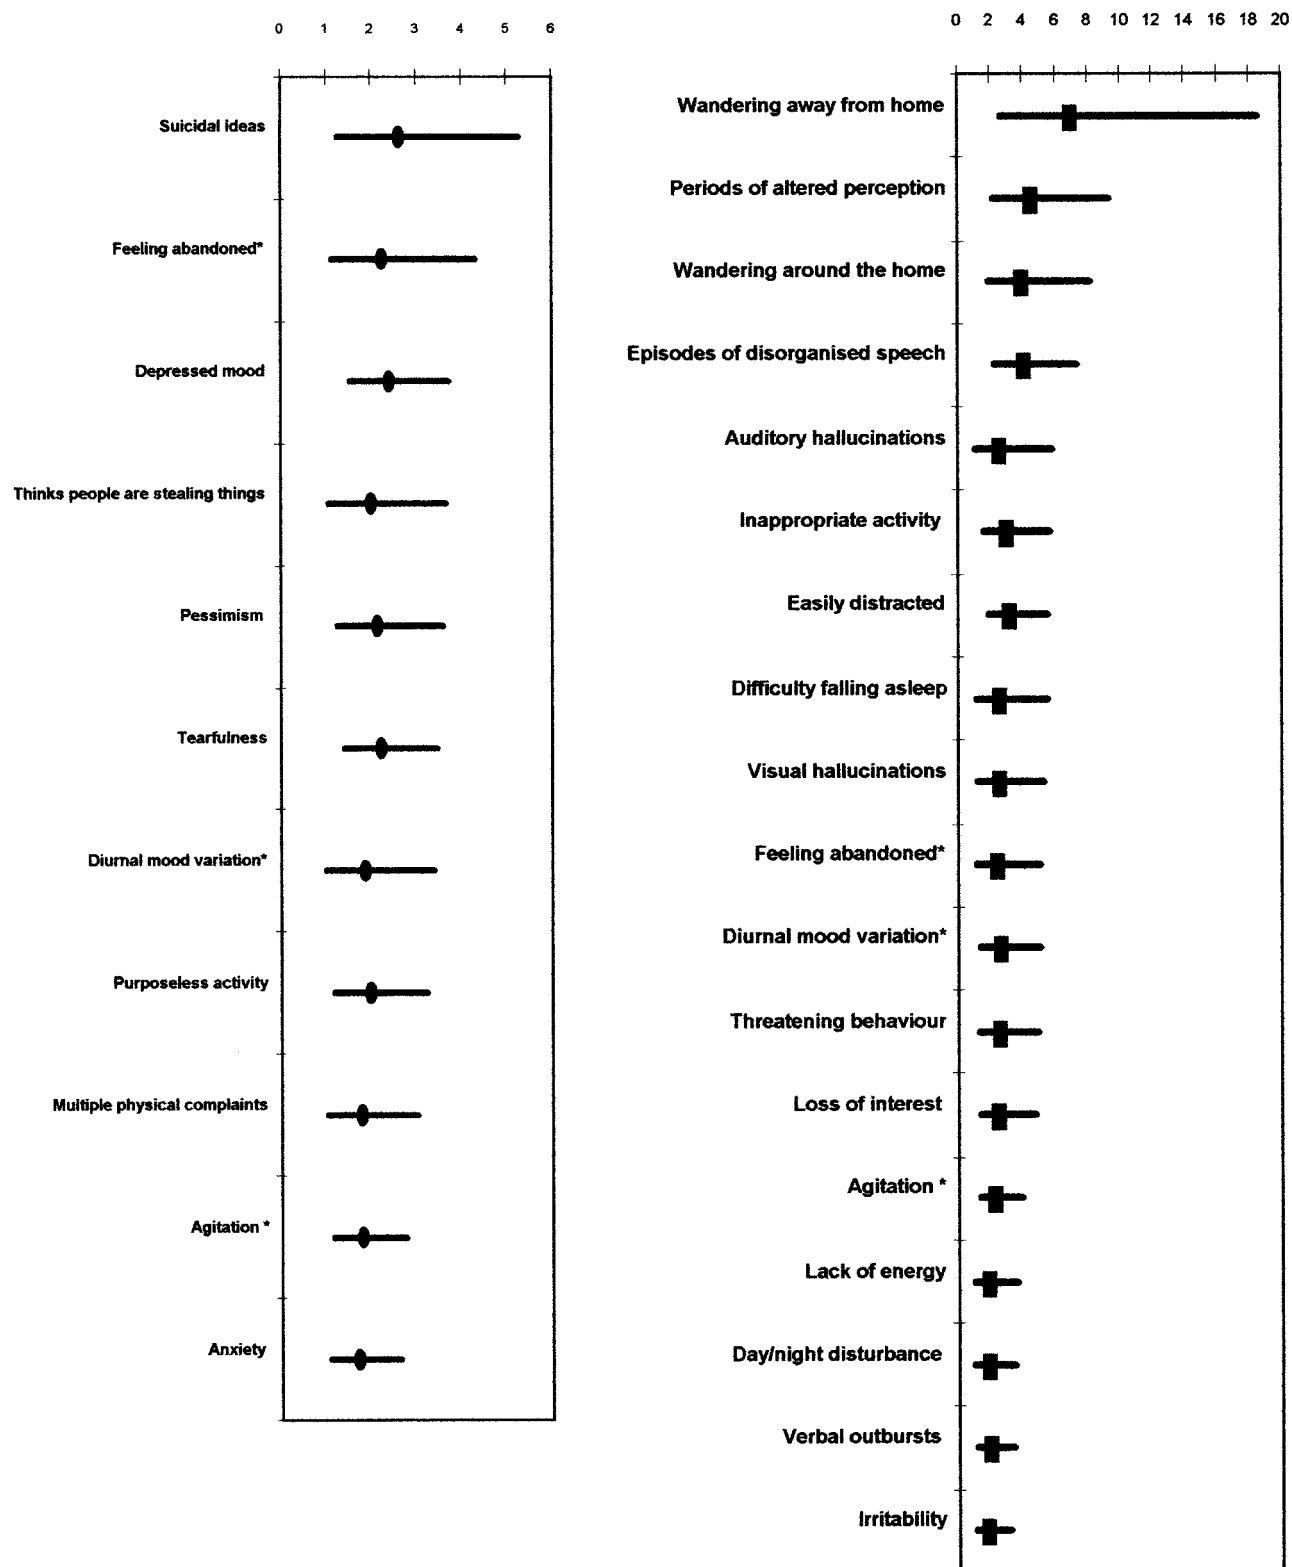 0 1 2 3 4 5 6
Suicidal ideas
Feeling abandoned*
Depressed mood
Thinks people are stealing things
Pessimism
Tearfulness
Diurnal mood variation*
Purposeless activity
Multiple physical complaints
Agitation *
Anxiety
0 2 4 6 8 10 12 14 16 18 20
Wandering away from home
Periods of altered perception
Wandering around the home
Episodes of disorganised speech
Auditory hallucinations
Inappropriate activity
Easily distracted
Difficulty falling asleep
Visual hallucinations
Feeling abandoned*
Diurnal mood variation*
Threatening behaviour
Loss of interest
Agitation *
Lack of energy
Day/night disturbance
Verbal outbursts
Irritability